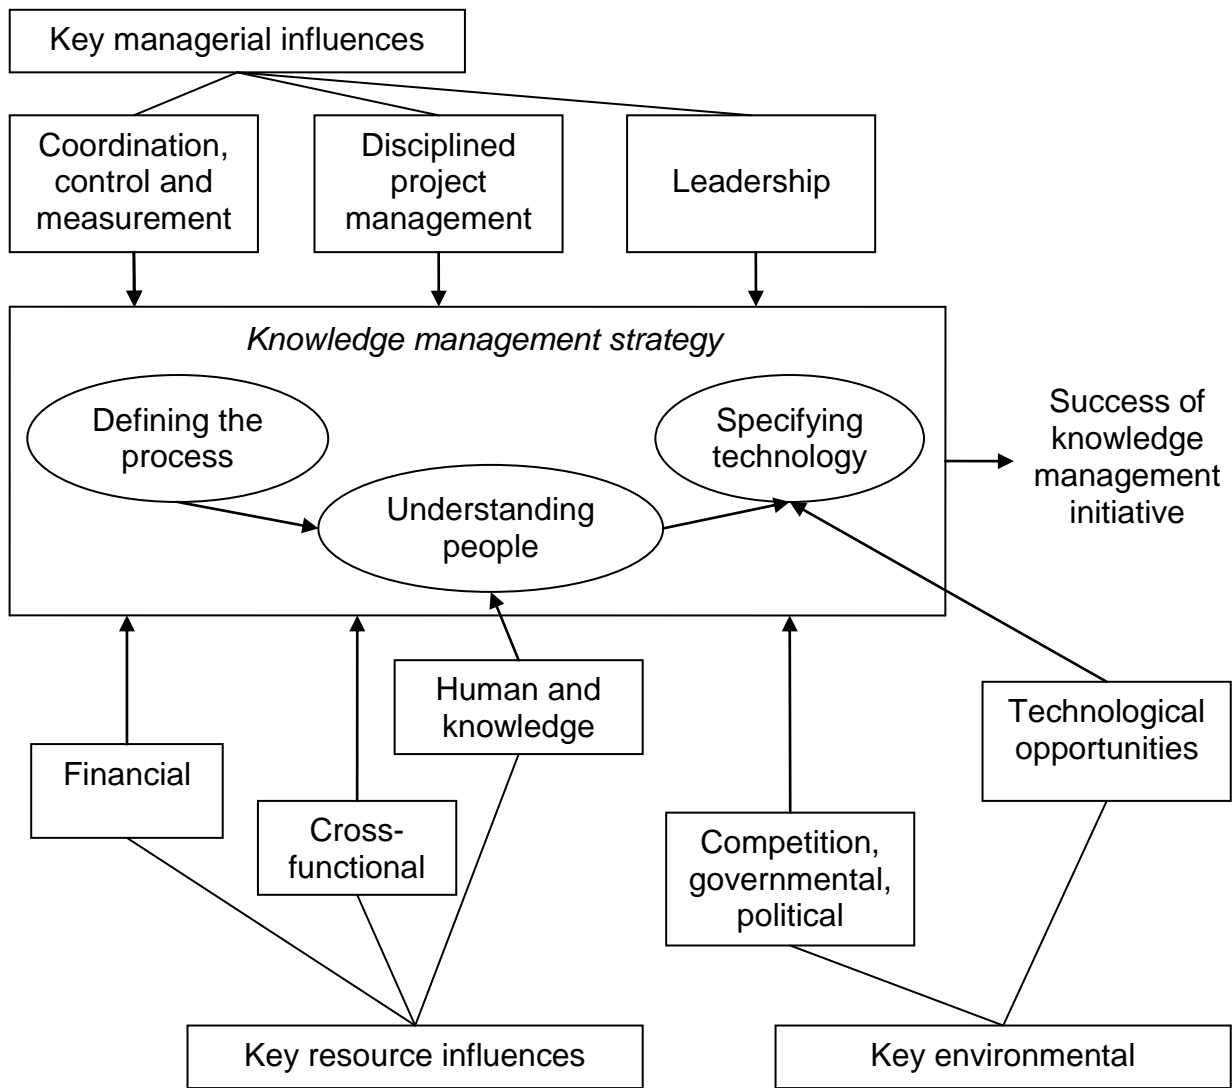 Key managerial influences
Coordination,
control and
measurement
Disciplined
project
management
Leadership
Knowledge management strategy
Defining the
process
Understanding
people
Specifying
technology
Success of
knowledge
management
initiative
Financial
Cross-
functional
Human and
knowledge
Competition,
governmental,
political
Technological
opportunities
Key resource influences
Key environmental